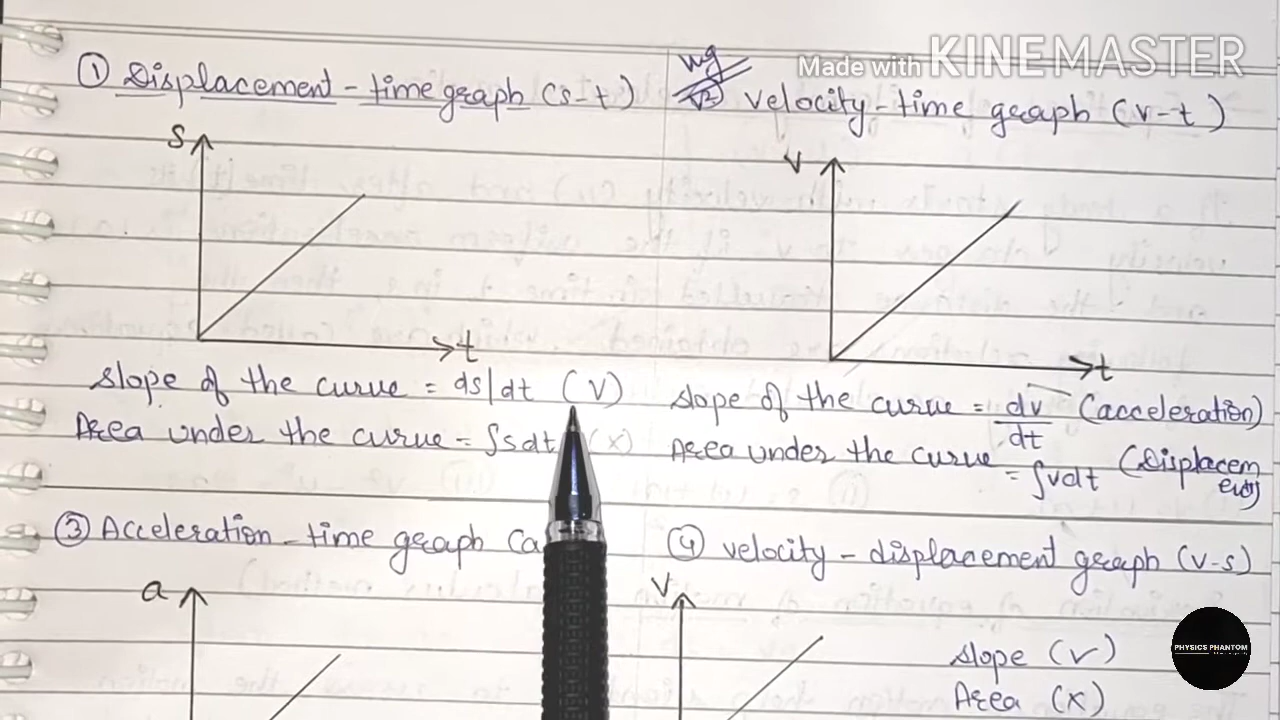 Made with KINEMASTER
① Displacement - time graph (s-t)
Imp
② velocity - time graph (v-t)
S
t
V
t
Slope of the curve = ds/dt (V)
Area under the curve = ∫sdt (x)
Slope of the curve = dv/dt (acceleration)
Area under the curve = ∫vdt (Displacement)
③ Acceleration - time graph (a
④ velocity - displacement graph (v-s)
a
V
Slope (V)
Area (x)
PHYSICS PHANTOM